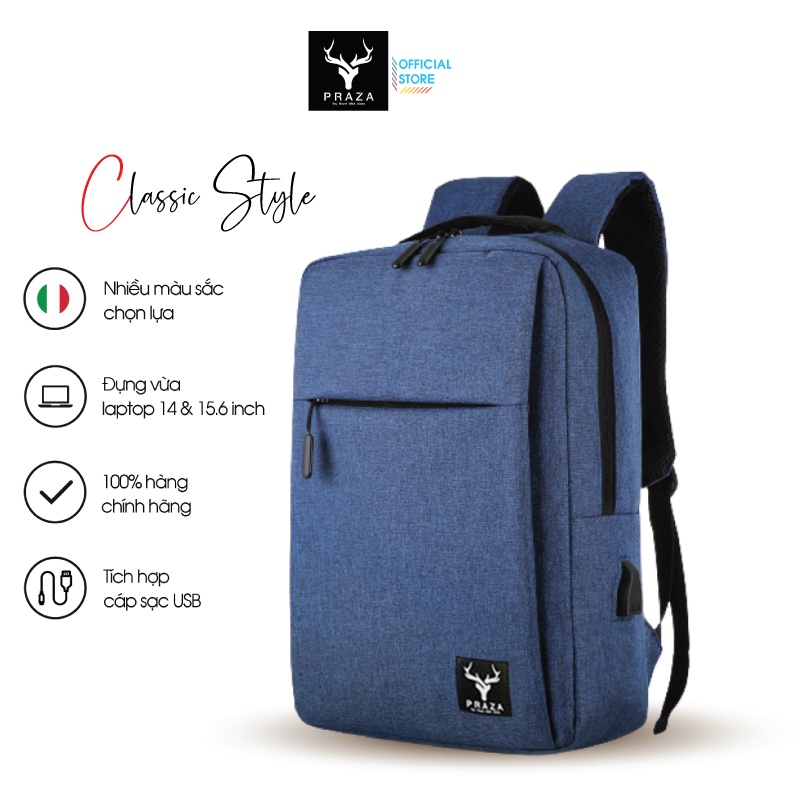 PRAZA
OFFICIAL
STORE
Classic Style
Nhiều màu sắc
chọn lựa
Đựng vừa
laptop 14 & 15.6 inch
100% hàng
chính hãng
Tích hợp
cáp sạc USB
PRAZA